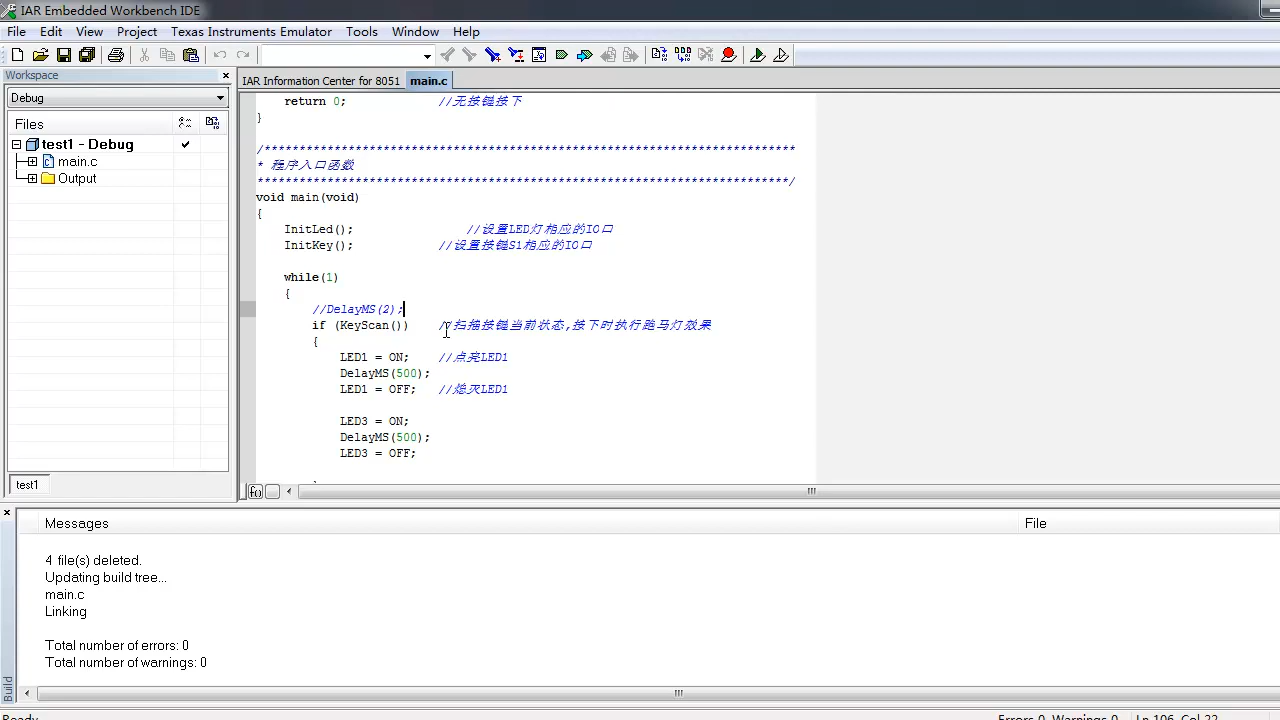 IAR Embedded Workbench IDE
File Edit View Project Texas Instruments Emulator Tools Window Help
Workspace
IAR Information Center for 8051 main.c
Debug
Files
test1 - Debug
main.c
Output
test1
return 0; //无按键按下
}
/****************************************************************************
* 程序入口函数
****************************************************************************/
void main(void)
{
InitLed(); //设置LED灯相应的IO口
InitKey(); //设置按键S1相应的IO口
while(1)
{
//DelayMS(2);
if (KeyScan()) //扫描按键当前状态,按下时执行跑马灯效果
{
LED1 = ON; //点亮LED1
DelayMS(500);
LED1 = OFF; //熄灭LED1
LED3 = ON;
DelayMS(500);
LED3 = OFF;
Messages File
4 file(s) deleted.
Updating build tree...
main.c
Linking
Total number of errors: 0
Total number of warnings: 0
Build
Ready Errors 0, Warnings 0 Ln 106, Col 22